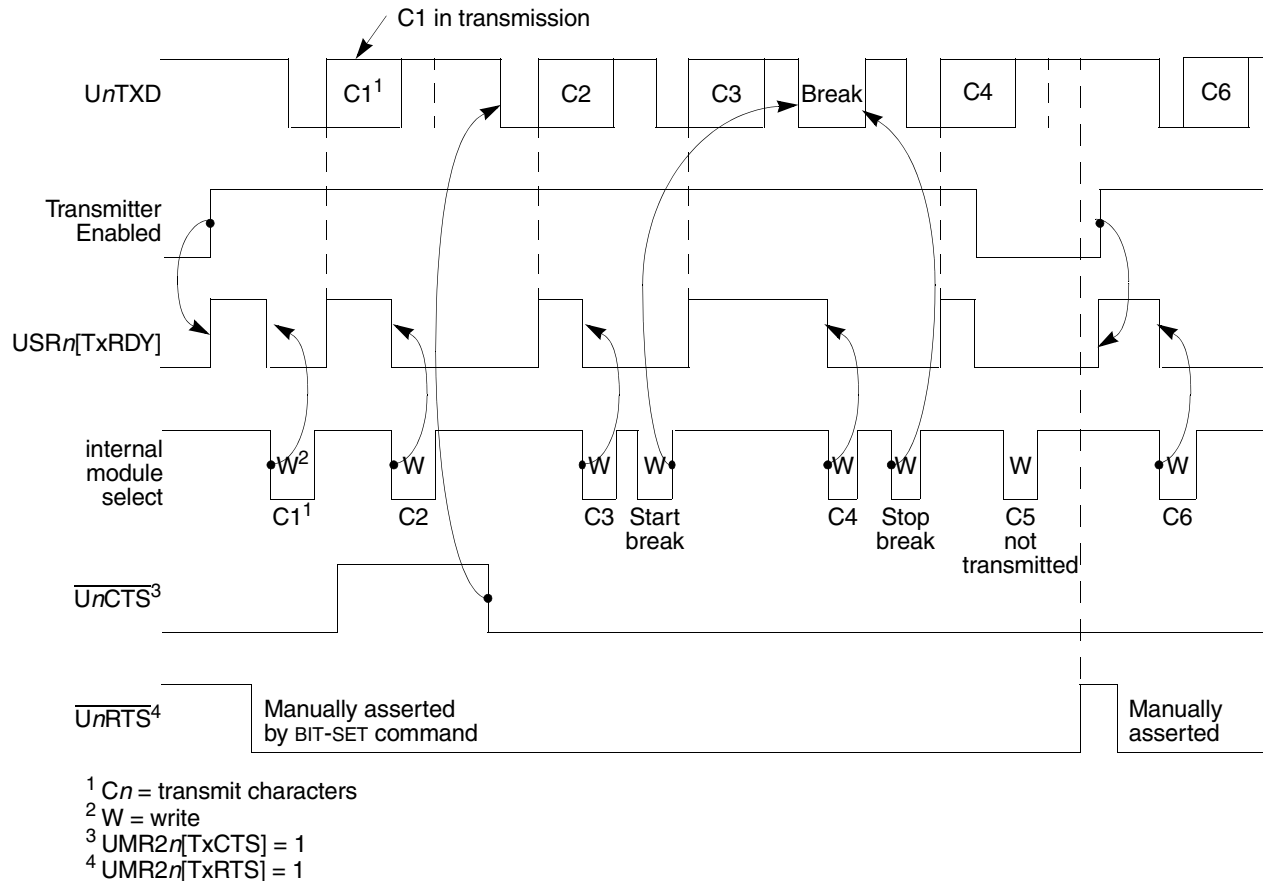 C1 in transmission
UnTXD
C1¹
C2
C3
Break
C4
C6
Transmitter
Enabled
USRn[TxRDY]
internal
module
select
W²
W
W
W
W
W
W
W
C1¹
C2
C3
Start
break
C4
Stop
break
C5
not
transmitted
C6
UnCTS³
UnRTS⁴
Manually asserted
by BIT-SET command
Manually
asserted
¹ Cn = transmit characters
² W = write
³ UMR2n[TxCTS] = 1
⁴ UMR2n[TxRTS] = 1